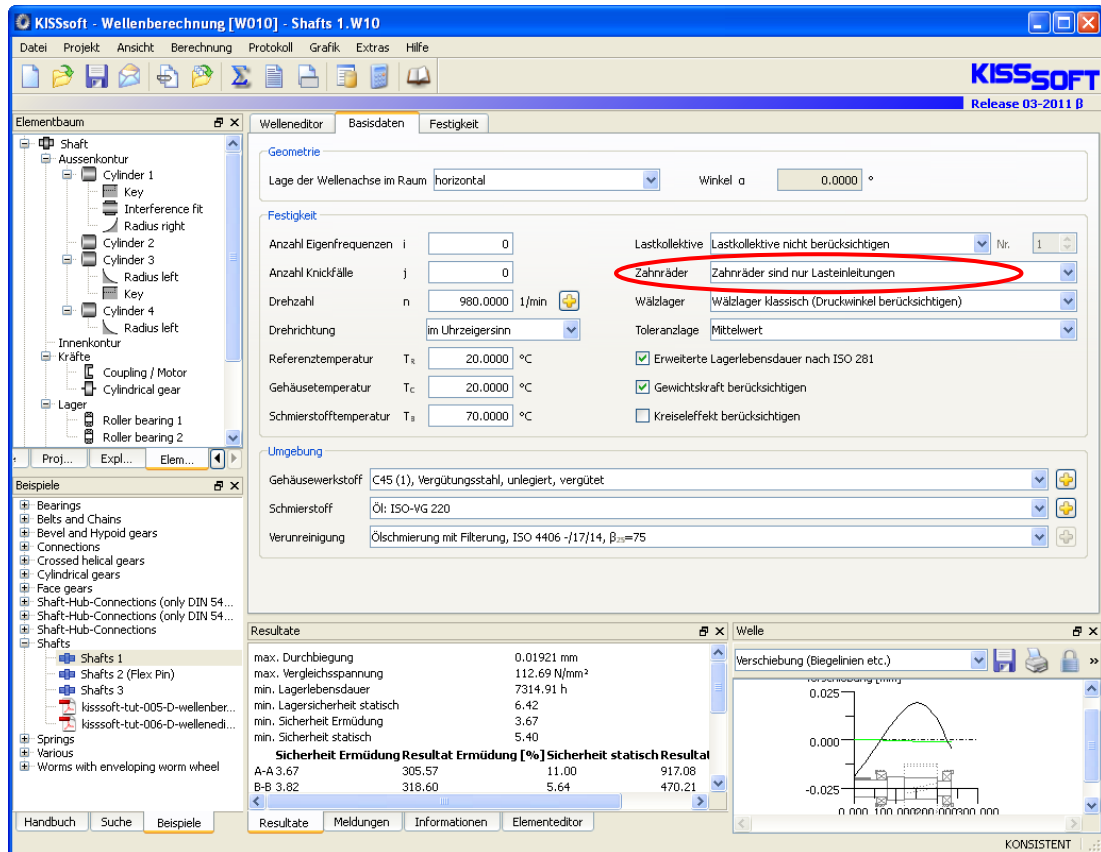 KISSsoft - Wellenberechnung [W010] - Shafts 1.W10
Datei Projekt Ansicht Berechnung Protokoll Grafik Extras Hilfe
KISSSOFT
Release 03-2011 β
Elementbaum
Shaft
Aussenkontur
Cylinder 1
Key
Interference fit
Radius right
Cylinder 2
Cylinder 3
Radius left
Key
Cylinder 4
Radius left
Innenkontur
Kräfte
Coupling / Motor
Cylindrical gear
Lager
Roller bearing 1
Roller bearing 2
Proj... Expl... Elem...
Beispiele
Bearings
Belts and Chains
Bevel and Hypoid gears
Connections
Crossed helical gears
Cylindrical gears
Face gears
Shaft-Hub-Connections (only DIN 54...
Shaft-Hub-Connections (only DIN 54...
Shaft-Hub-Connections
Shafts
Shafts 1
Shafts 2 (Flex Pin)
Shafts 3
kisssoft-tut-005-D-wellenber...
kisssoft-tut-006-D-wellenedi...
Springs
Various
Worms with enveloping worm wheel
Handbuch Suche Beispiele
Welleneditor Basisdaten Festigkeit
Geometrie
Lage der Wellenachse im Raum horizontal Winkel α 0.0000 °
Festigkeit
Anzahl Eigenfrequenzen i 0 Lastkollektive Lastkollektive nicht berücksichtigen Nr. 1
Anzahl Knickfälle j 0 Zahnräder Zahnräder sind nur Lasteinleitungen
Drehzahl n 980.0000 1/min Wälzlager Wälzlager klassisch (Druckwinkel berücksichtigen)
Drehrichtung im Uhrzeigersinn Toleranzlage Mittelwert
Referenztemperatur TR 20.0000 °C Erweiterte Lagerlebensdauer nach ISO 281
Gehäusetemperatur TC 20.0000 °C Gewichtskraft berücksichtigen
Schmierstofftemperatur TB 70.0000 °C Kreiseleffekt berücksichtigen
Umgebung
Gehäusewerkstoff C45 (1), Vergütungsstahl, unlegiert, vergütet
Schmierstoff Öl: ISO-VG 220
Verunreinigung Ölschmierung mit Filterung, ISO 4406 -/17/14, β25=75
Resultate
max. Durchbiegung 0.01921 mm
max. Vergleichsspannung 112.69 N/mm²
min. Lagerlebensdauer 7314.91 h
min. Lagersicherheit statisch 6.42
min. Sicherheit Ermüdung 3.67
min. Sicherheit statisch 5.40
Sicherheit Ermüdung Resultat Ermüdung [%] Sicherheit statisch Resultat
A-A 3.67 305.57 11.00 917.08
B-B 3.82 318.60 5.64 470.21
Resultate Meldungen Informationen Elementeditor
Welle
Verschiebung (Biegelinien etc.) »
Verschiebung [mm]
0.025
0.000
-0.025
KONSISTENT